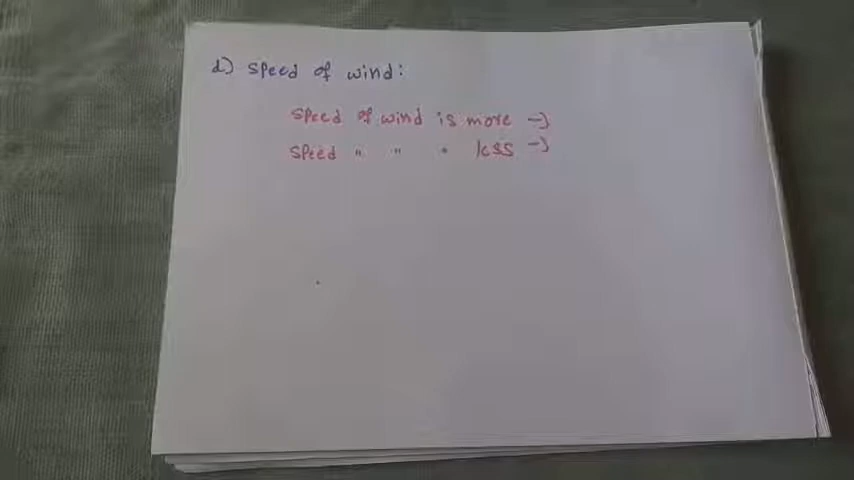 d) Speed of wind:
Speed of wind is more →
Speed " " " less →